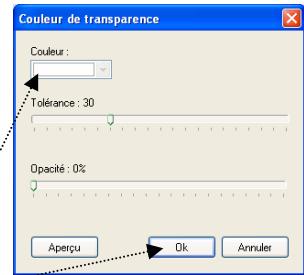 Couleur de transparence
Couleur :
Tolérance : 30
Opacité : 0%
Aperçu
Ok
Annuler